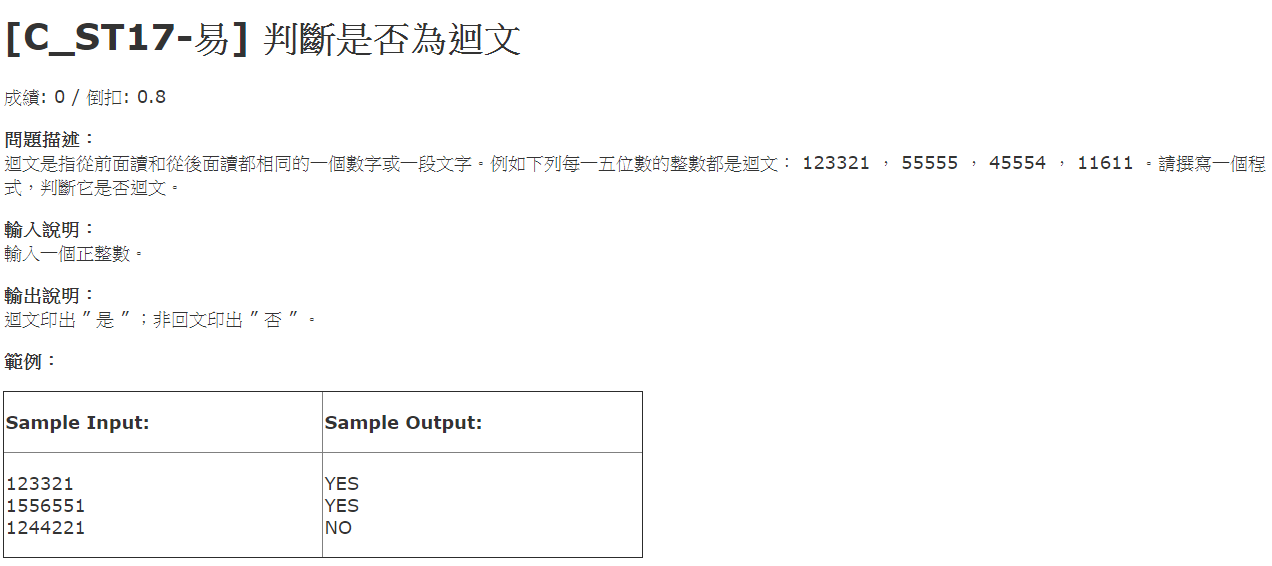 [C_ST17-易] 判斷是否為迴文
成績: 0 / 倒扣: 0.8
問題描述：
迴文是指從前面讀和從後面讀都相同的一個數字或一段文字。例如下列每一五位數的整數都是迴文： 123321 ， 55555 ， 45554 ， 11611 。請撰寫一個程
式，判斷它是否迴文。
輸入說明：
輸入一個正整數。
輸出說明：
迴文印出 ” 是 ” ；非回文印出 ” 否 ” 。
範例：
Sample Input: Sample Output:
123321 YES
1556551 YES
1244221 NO